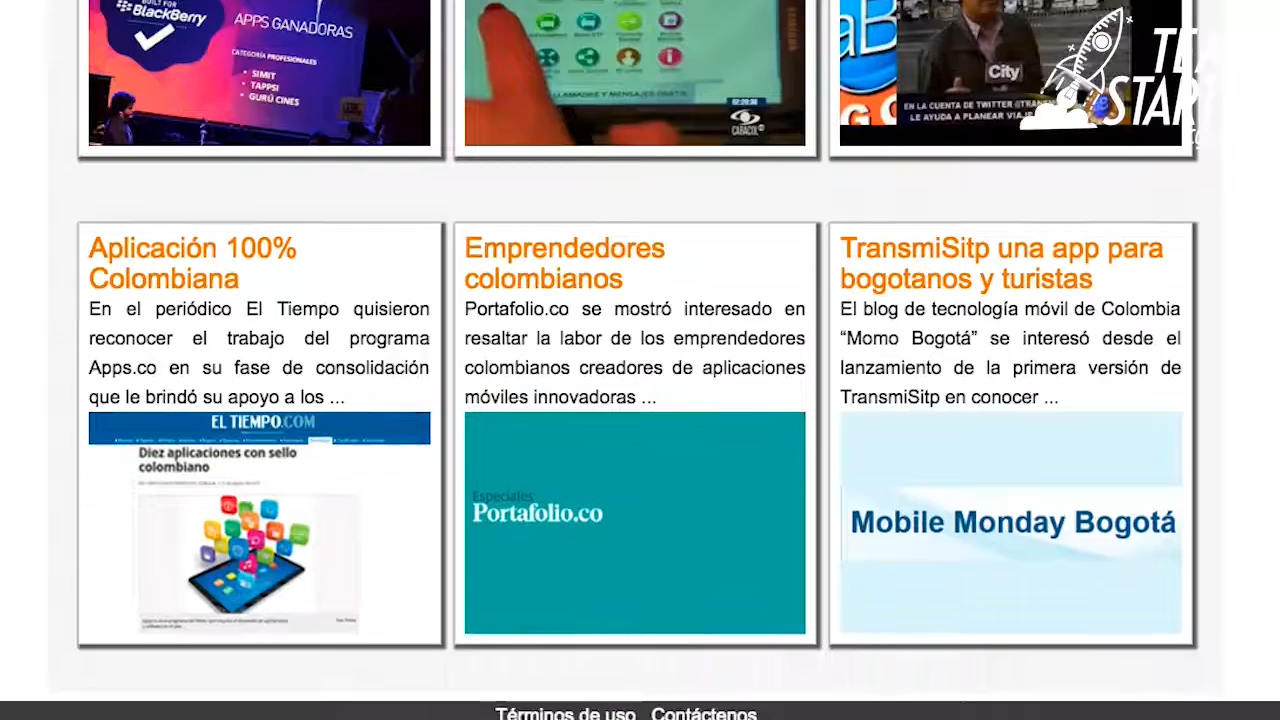 BUILT FOR
BlackBerry
APPS GANADORAS
CATEGORÍA PROFESIONALES
• SIMIT
• TAPPSI
• GURÚ CINES
LLAMADAS Y MENSAJES GRATIS
CARACOL
City
EN LA CUENTA DE TWITTER @TRANSM
LE AYUDA A PLANEAR VIAJE
Aplicación 100%
Colombiana
En el periódico El Tiempo quisieron
reconocer el trabajo del programa
Apps.co en su fase de consolidación
que le brindó su apoyo a los ...
EL TIEMPO.COM
Diez aplicaciones con sello
colombiano
Emprendedores
colombianos
Portafolio.co se mostró interesado en
resaltar la labor de los emprendedores
colombianos creadores de aplicaciones
móviles innovadoras ...
Especiales
Portafolio.co
TransmiSitp una app para
bogotanos y turistas
El blog de tecnología móvil de Colombia
“Momo Bogotá” se interesó desde el
lanzamiento de la primera versión de
TransmiSitp en conocer ...
Mobile Monday Bogotá
Términos de uso Contáctenos